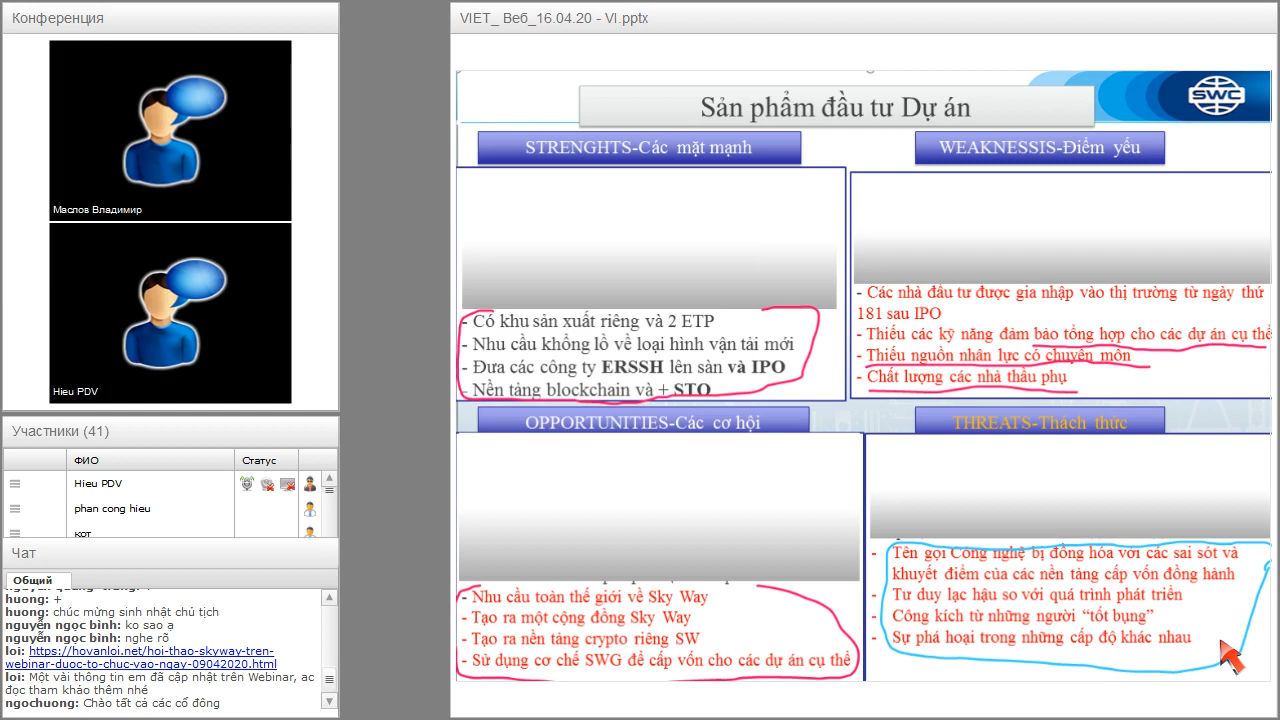 Конференция
Маслов Владимир
Hieu PDV
Участники (41)
ФИО
Статус
Hieu PDV
phan cong hieu
кот
Чат
Общий
huong: +
huong: chúc mừng sinh nhật chủ tịch
nguyễn ngọc bình: ko sao ạ
nguyễn ngọc bình: nghe rõ
loi: https://hovanloi.net/hoi-thao-skyway-tren-
webinar-duoc-to-chuc-vao-ngay-09042020.html
loi: Một vài thông tin em đã cập nhật trên Webinar, ac
đọc tham khảo thêm nhé
ngochuong: Chào tất cả các cổ đông
VIET_ Веб_16.04.20 - VI.pptx
SWC
Sản phẩm đầu tư Dự án
STRENGHTS-Các mặt mạnh
WEAKNESSIS-Điểm yếu
- Có khu sản xuất riêng và 2 ETP
- Nhu cầu khổng lồ về loại hình vận tải mới
- Đưa các công ty ERSSH lên sàn và IPO
- Nền tảng blockchain và + STO
- Các nhà đầu tư được gia nhập vào thị trường từ ngày thứ
181 sau IPO
- Thiếu các kỹ năng đảm bảo tổng hợp cho các dự án cụ thể
- Thiếu nguồn nhân lực có chuyên môn
- Chất lượng các nhà thầu phụ
OPPORTUNITIES-Các cơ hội
THREATS-Thách thức
- Nhu cầu toàn thế giới về Sky Way
- Tạo ra một cộng đồng Sky Way
- Tạo ra nền tảng crypto riêng SW
- Sử dụng cơ chế SWG để cấp vốn cho các dự án cụ thể
- Tên gọi Công nghệ bị đồng hóa với các sai sót và
khuyết điểm của các nền tảng cấp vốn đồng hành
- Tư duy lạc hậu so với quá trình phát triển
- Công kích từ những người “tốt bụng”
- Sự phá hoại trong những cấp độ khác nhau